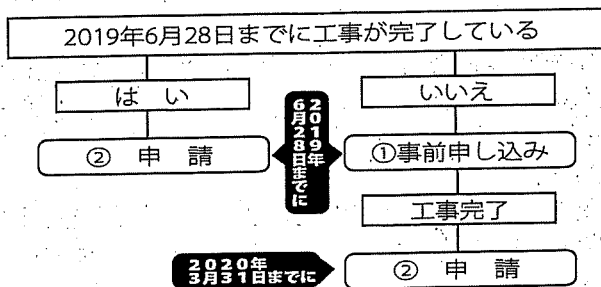 2019年6月28日までに工事が完了している
はい
いいえ
② 申請
2019年
6月28日までに
①事前申し込み
工事完了
2020年
3月31日までに
② 申請